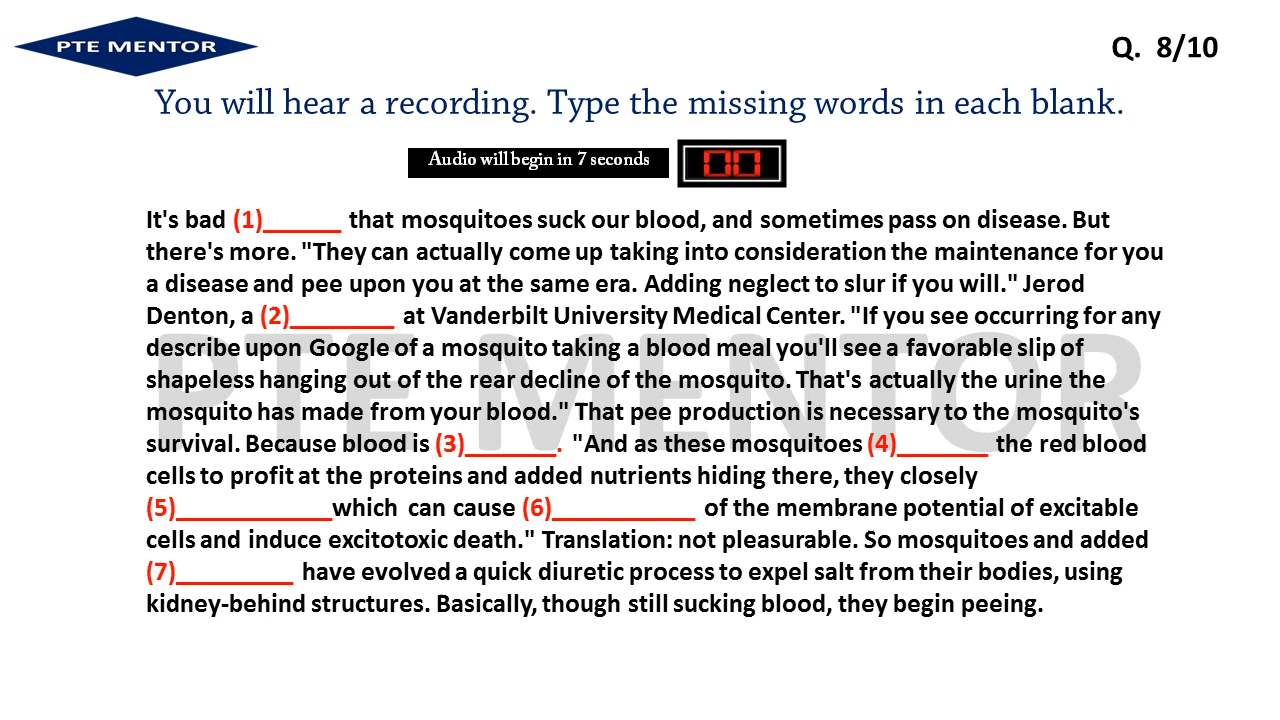 PTE MENTOR
Q. 8/10
You will hear a recording. Type the missing words in each blank.
Audio will begin in 7 seconds
00
It's bad (1)______ that mosquitoes suck our blood, and sometimes pass on disease. But
there's more. "They can actually come up taking into consideration the maintenance for you
a disease and pee upon you at the same era. Adding neglect to slur if you will." Jerod
Denton, a (2)________ at Vanderbilt University Medical Center. "If you see occurring for any
describe upon Google of a mosquito taking a blood meal you'll see a favorable slip of
shapeless hanging out of the rear decline of the mosquito. That's actually the urine the
mosquito has made from your blood." That pee production is necessary to the mosquito's
survival. Because blood is (3)_______. "And as these mosquitoes (4)_______ the red blood
cells to profit at the proteins and added nutrients hiding there, they closely
(5)____________which can cause (6)___________ of the membrane potential of excitable
cells and induce excitotoxic death." Translation: not pleasurable. So mosquitoes and added
(7)_________ have evolved a quick diuretic process to expel salt from their bodies, using
kidney-behind structures. Basically, though still sucking blood, they begin peeing.
PTE MENTOR